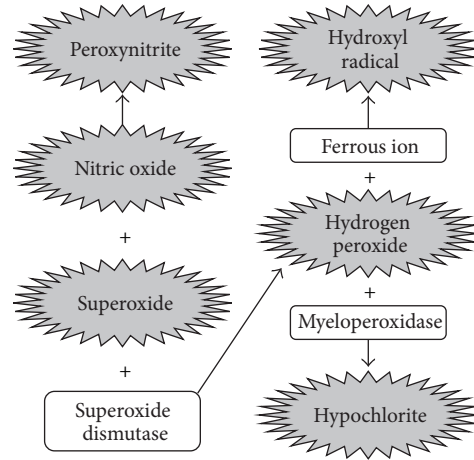 Peroxynitrite
Nitric oxide
+
Superoxide
+
Superoxide
dismutase
Hydroxyl
radical
Ferrous ion
+
Hydrogen
peroxide
+
Myeloperoxidase
Hypochlorite